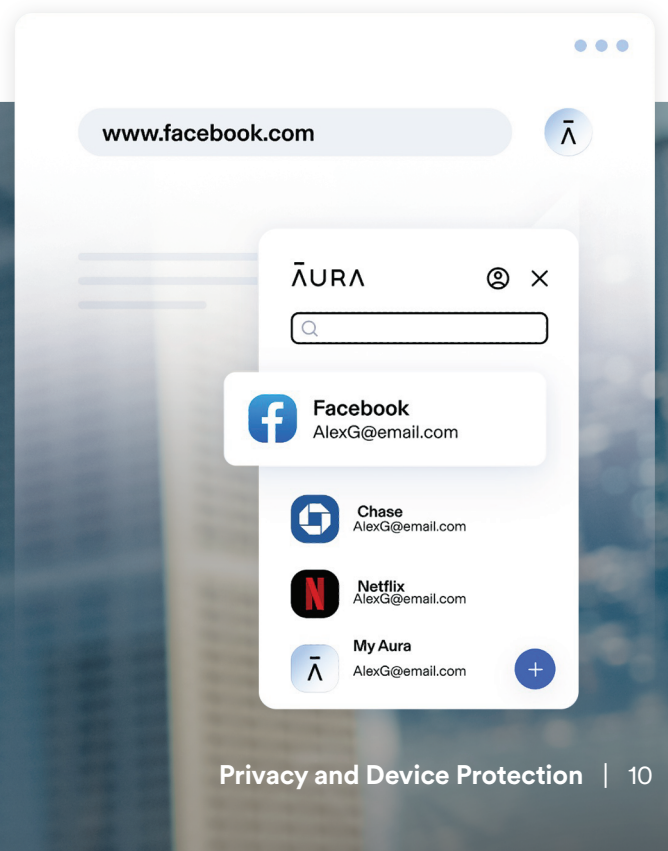 www.facebook.com
Ā
ĀURA
Facebook
AlexG@email.com
Chase
AlexG@email.com
Netflix
AlexG@email.com
N
My Aura
AlexG@email.com
Ā
+
Privacy and Device Protection | 10